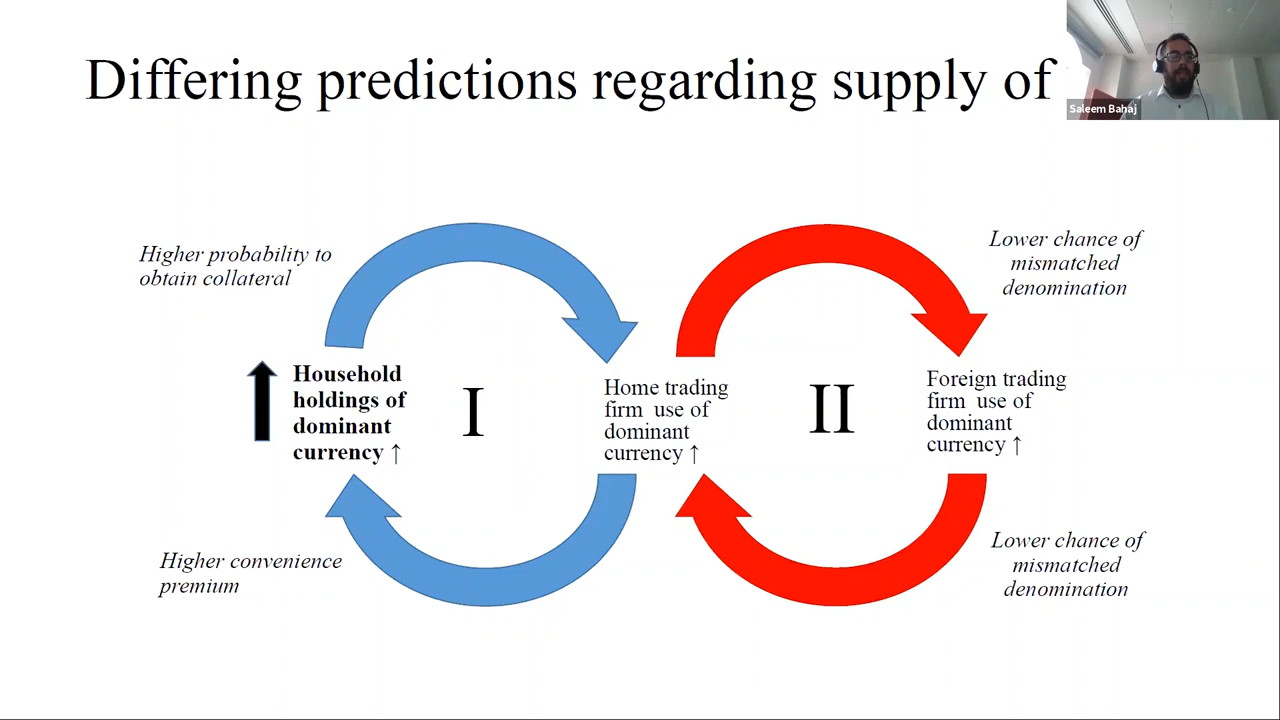 Differing predictions regarding supply of
Saleem Bahaj
Higher probability to
obtain collateral
Lower chance of
mismatched
denomination
Household
holdings of
dominant
currency ↑
I
Home trading
firm use of
dominant
currency ↑
II
Foreign trading
firm use of
dominant
currency ↑
Higher convenience
premium
Lower chance of
mismatched
denomination